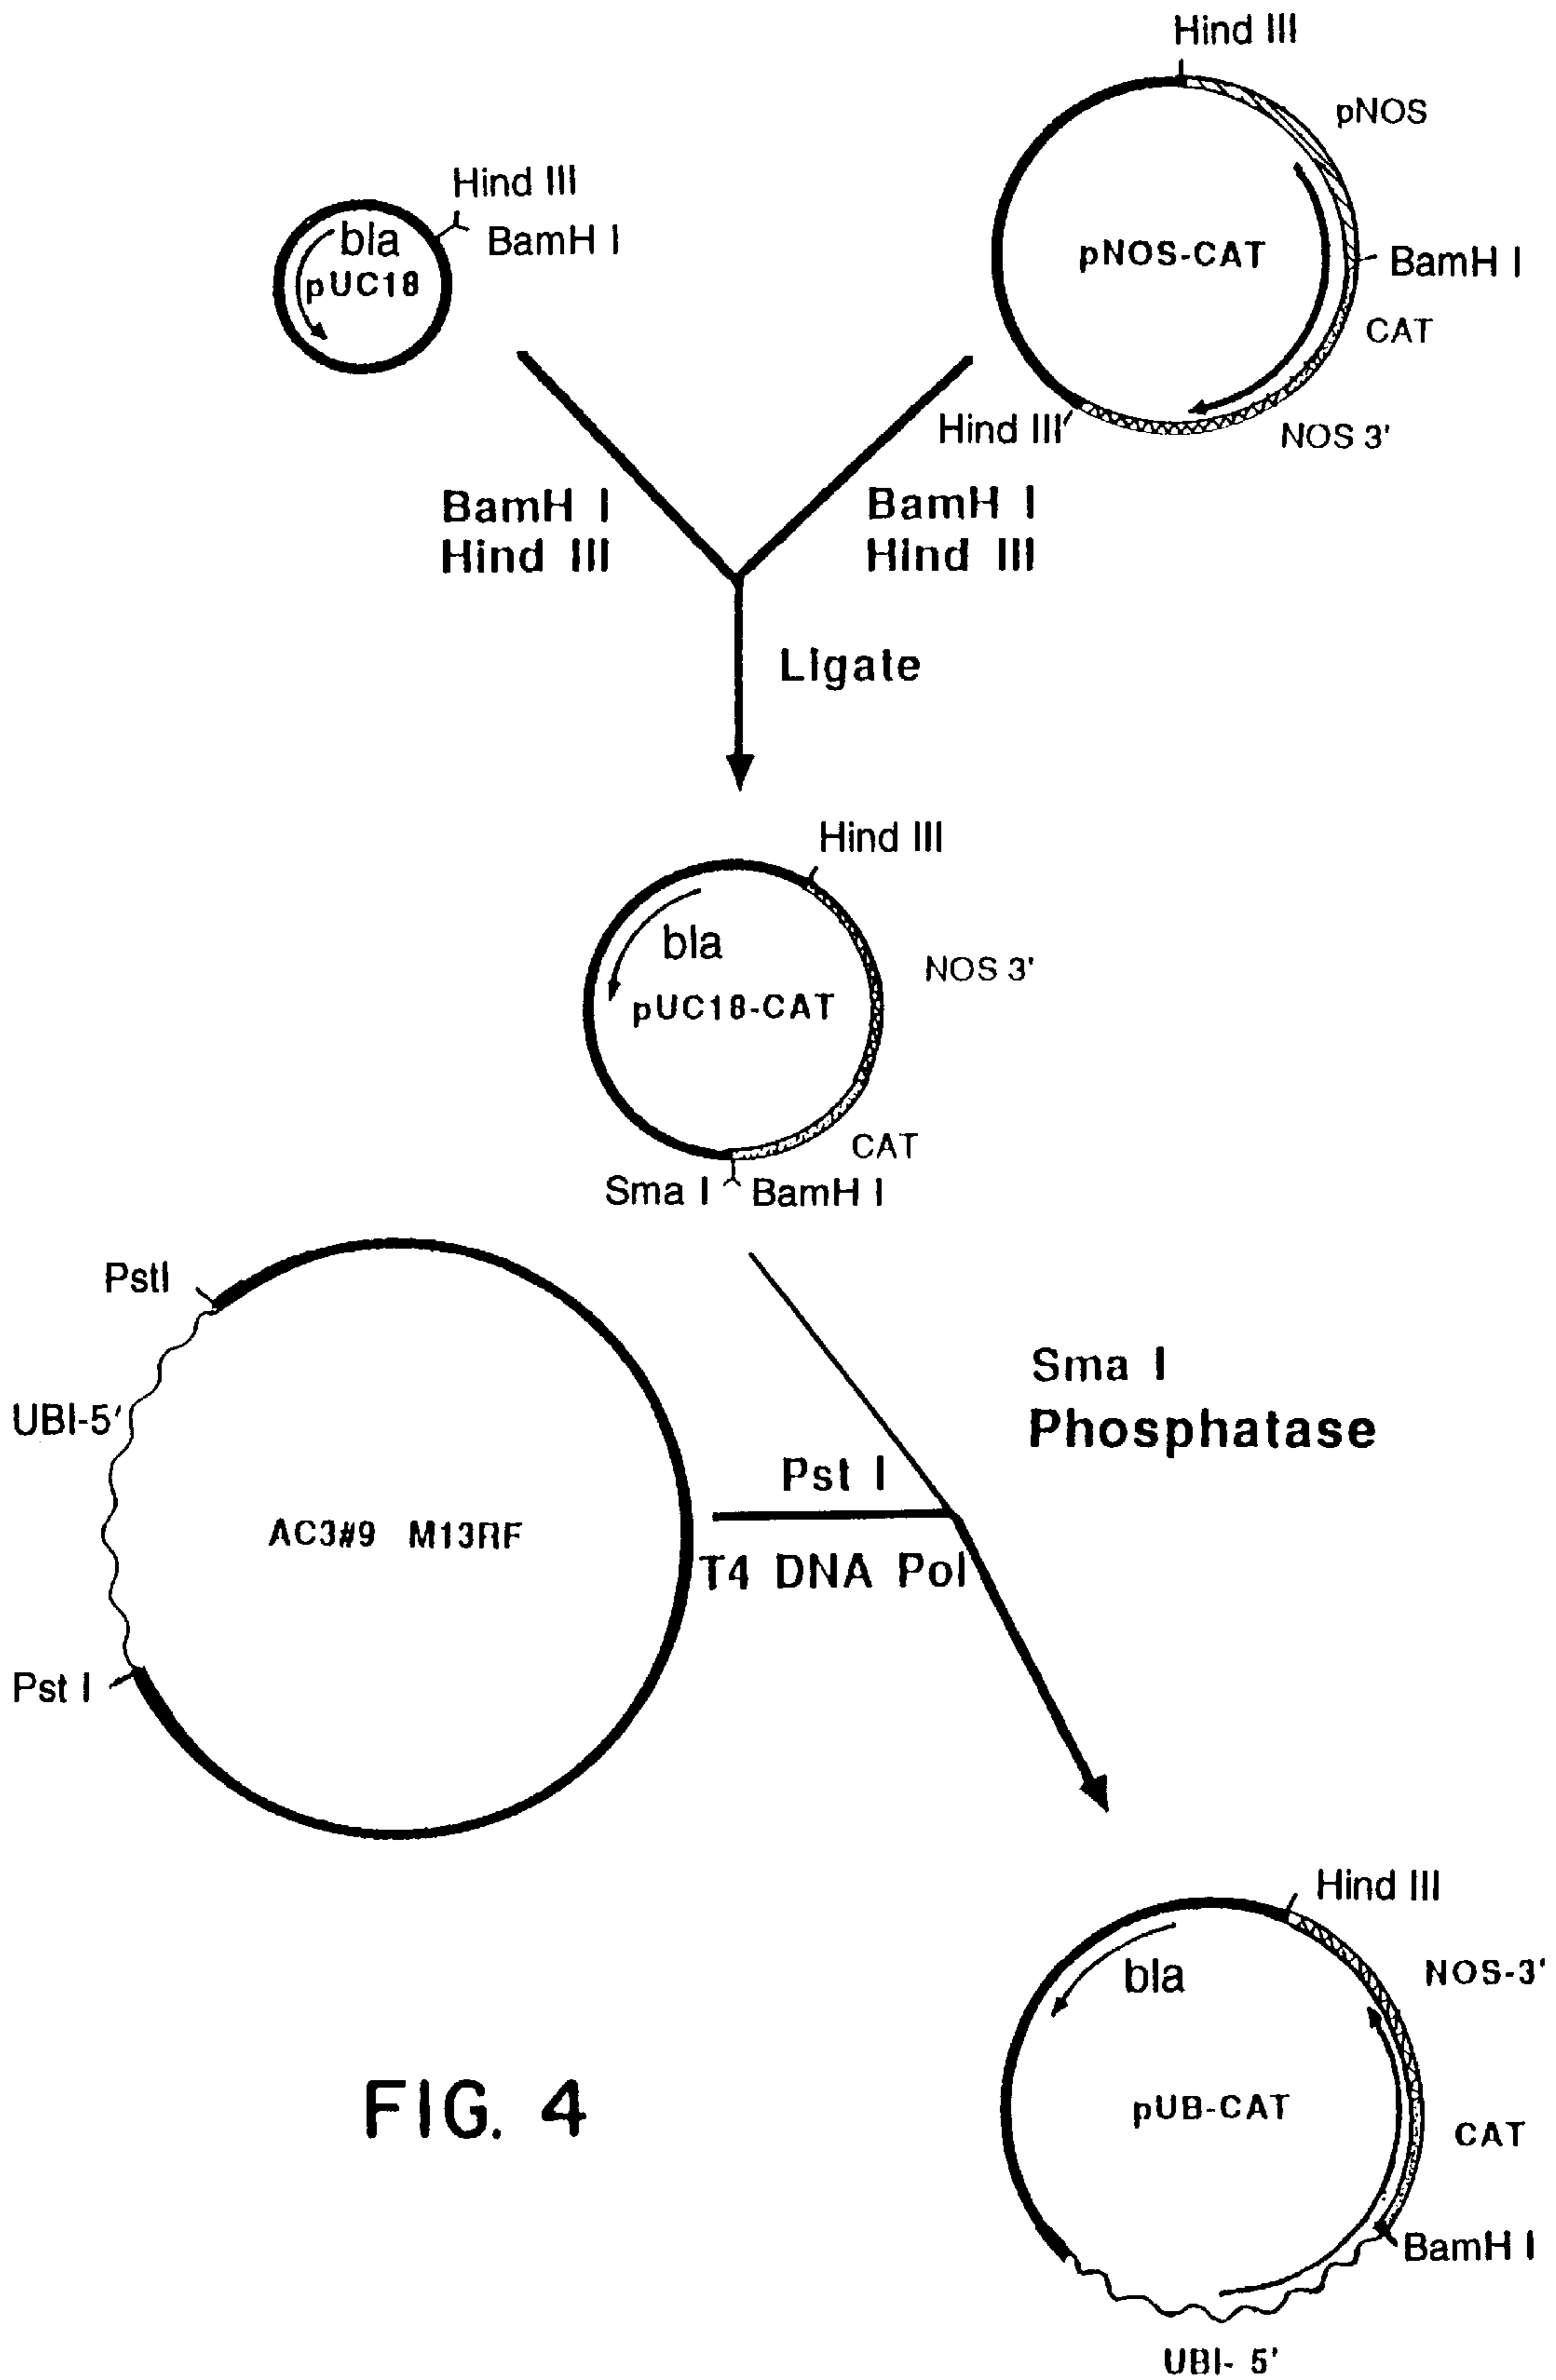 Hind III
pNOS
Hind III
bla
BamH I
pUC18
pNOS-CAT
BamH I
CAT
Hind III
NOS 3'
BamH I
Hind III
BamH I
Hind III
Ligate
Hind III
bla
NOS 3'
pUC18-CAT
CAT
Sma I
BamH I
PstI
UBI-5'
Sma I
Phosphatase
Pst I
AC3#9 M13RF
T4 DNA Pol
Pst I
Hind III
bla
NOS-3'
pUB-CAT
CAT
BamH I
UBI- 5'
FIG. 4